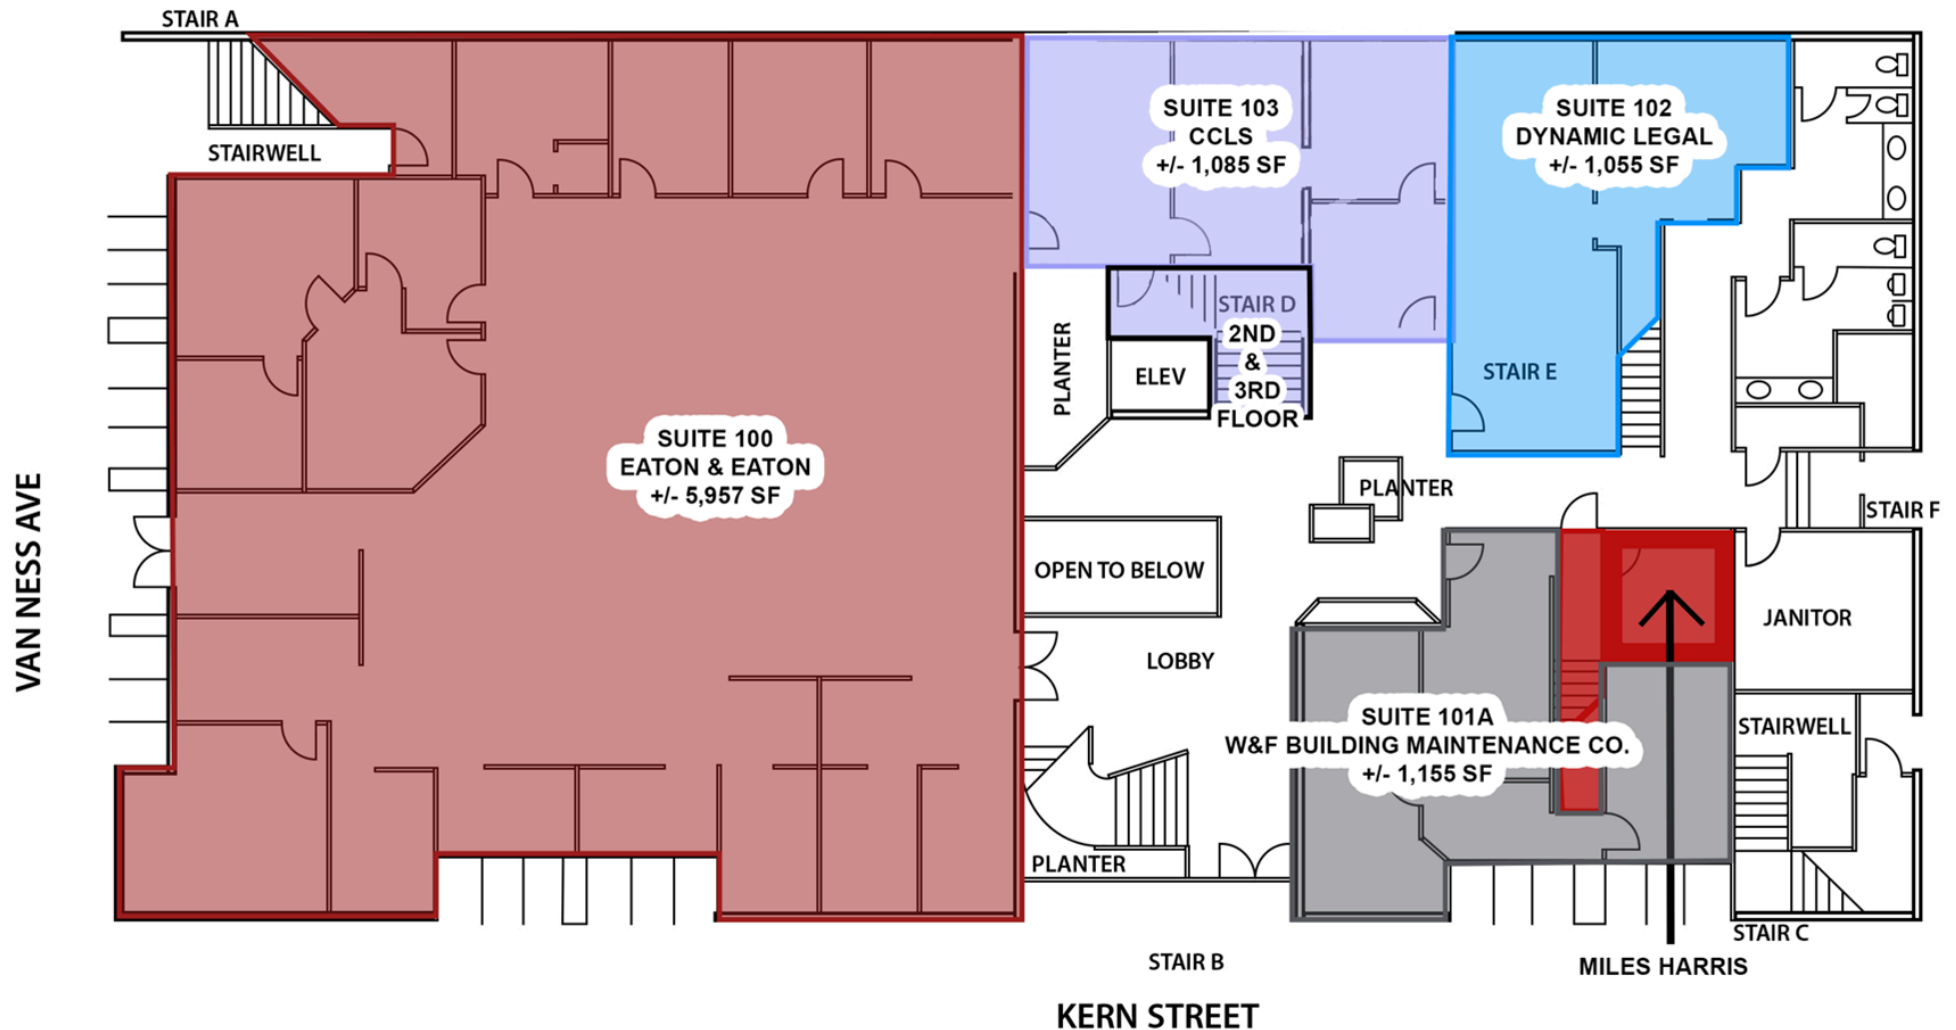 STAIR A
STAIRWELL
SUITE 103
CCLS
+/- 1,085 SF
SUITE 102
DYNAMIC LEGAL
+/- 1,055 SF
STAIR D
2ND
&
3RD
FLOOR
PLANTER
ELEV
STAIR E
SUITE 100
EATON & EATON
+/- 5,957 SF
PLANTER
STAIR F
VAN NESS AVE
OPEN TO BELOW
JANITOR
LOBBY
SUITE 101A
W&F BUILDING MAINTENANCE CO.
+/- 1,155 SF
STAIRWELL
PLANTER
STAIR C
STAIR B
MILES HARRIS
KERN STREET